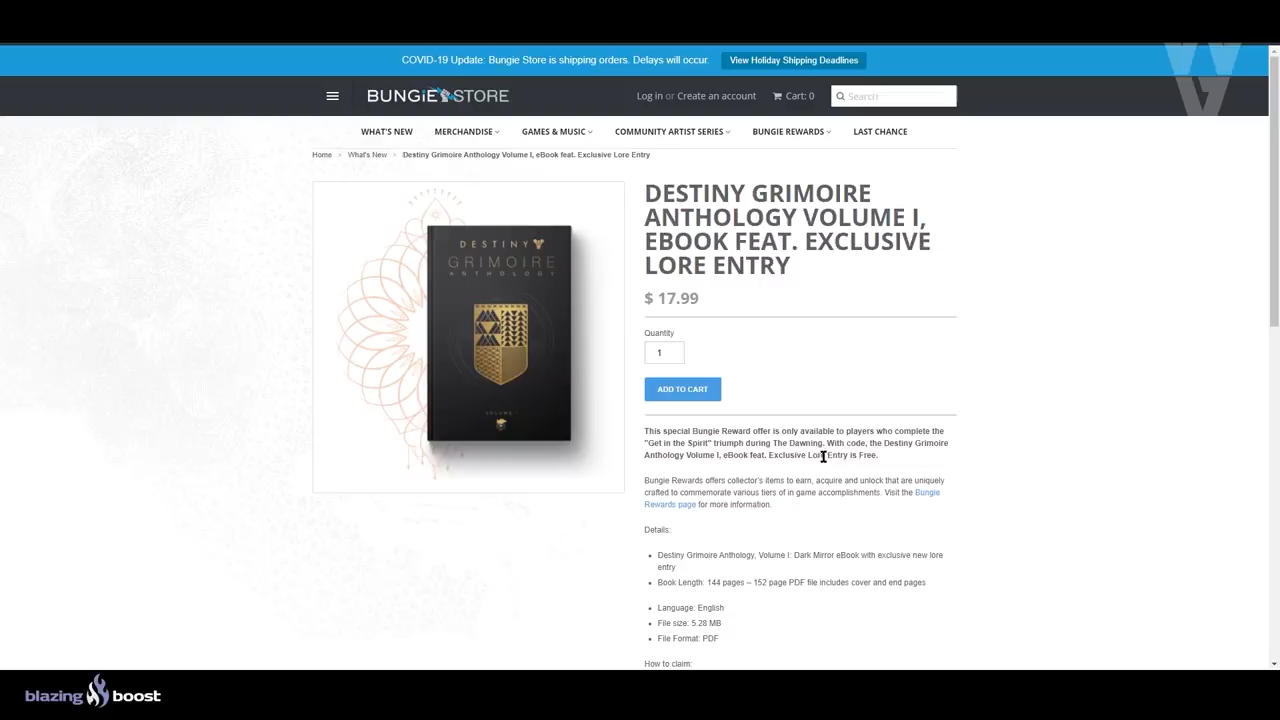 COVID-19 Update: Bungie Store is shipping orders. Delays will occur. View Holiday Shipping Deadlines
BUNGiE STORE
Log in or Create an account Cart: 0 Search
WHAT'S NEW MERCHANDISE GAMES & MUSIC COMMUNITY ARTIST SERIES BUNGIE REWARDS LAST CHANCE
Home > What's New > Destiny Grimoire Anthology Volume I, eBook feat. Exclusive Lore Entry
DESTINY
GRIMOIRE
ANTHOLOGY
VOLUME I
DESTINY GRIMOIRE
ANTHOLOGY VOLUME I,
EBOOK FEAT. EXCLUSIVE
LORE ENTRY
$ 17.99
Quantity
1
ADD TO CART
This special Bungie Reward offer is only available to players who complete the
"Get in the Spirit" triumph during The Dawning. With code, the Destiny Grimoire
Anthology Volume I, eBook feat. Exclusive Lore Entry is Free.
Bungie Rewards offers collector's items to earn, acquire and unlock that are uniquely
crafted to commemorate various tiers of in game accomplishments. Visit the Bungie
Rewards page for more information.
Details:
• Destiny Grimoire Anthology, Volume I: Dark Mirror eBook with exclusive new lore
entry
• Book Length: 144 pages – 152 page PDF file includes cover and end pages
• Language: English
• File size: 5.28 MB
• File Format: PDF
How to claim:
blazing boost